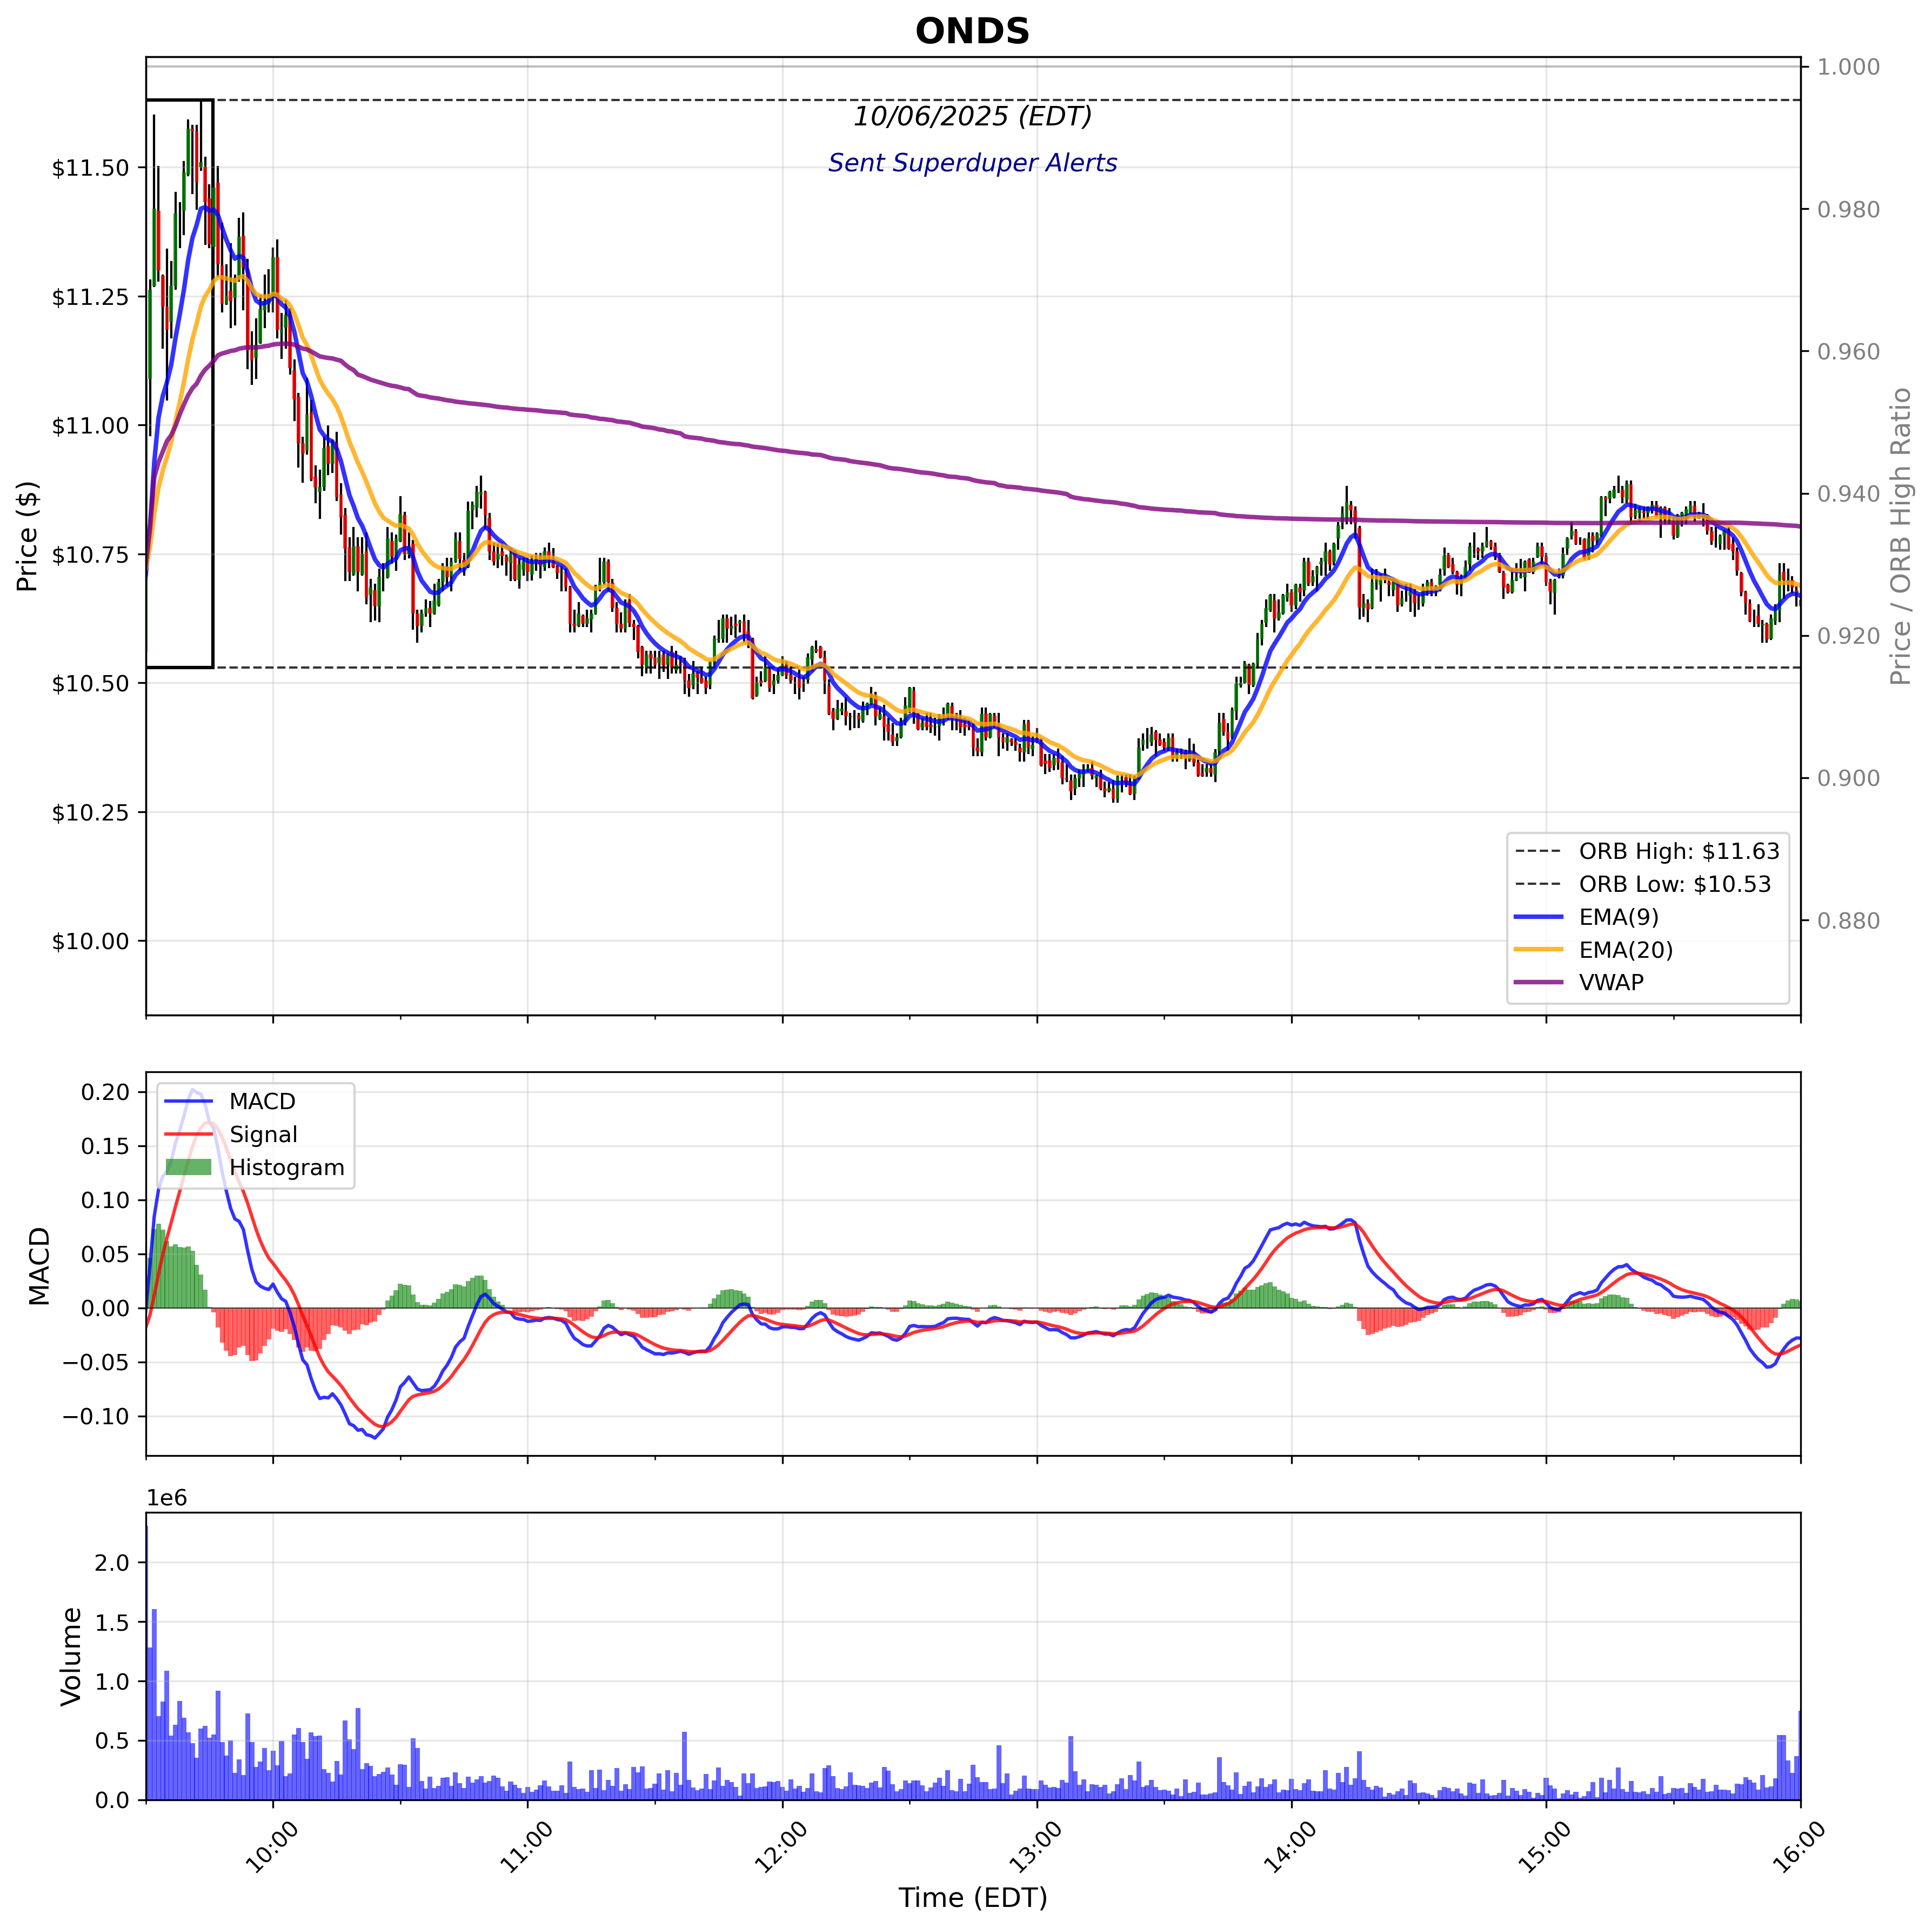 ONDS
10/06/2025 (EDT)
Sent Superduper Alerts
Price ($)
$11.50
$11.25
$11.00
$10.75
$10.50
$10.25
$10.00
1.000
0.980
0.960
0.940
0.920
0.900
0.880
Price / ORB High Ratio
ORB High: $11.63
ORB Low: $10.53
EMA(9)
EMA(20)
VWAP
MACD
0.20
0.15
0.10
0.05
0.00
−0.05
−0.10
MACD
Signal
Histogram
1e6
Volume
2.0
1.5
1.0
0.5
0.0
10:00
11:00
12:00
13:00
14:00
15:00
16:00
Time (EDT)